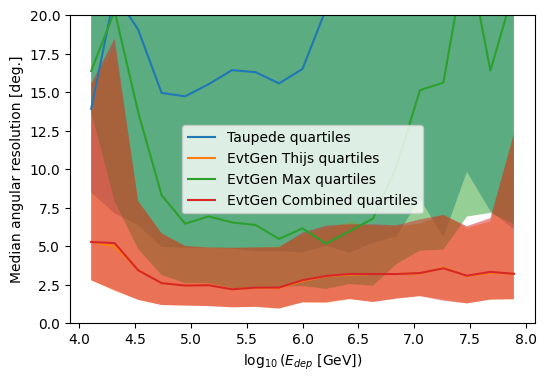 20.0
17.5
15.0
12.5
10.0
7.5
5.0
2.5
0.0
Median angular resolution [deg.]
Taupede quartiles
EvtGen Thijs quartiles
EvtGen Max quartiles
EvtGen Combined quartiles
4.0 4.5 5.0 5.5 6.0 6.5 7.0 7.5 8.0
log₁₀(E_dep [GeV])